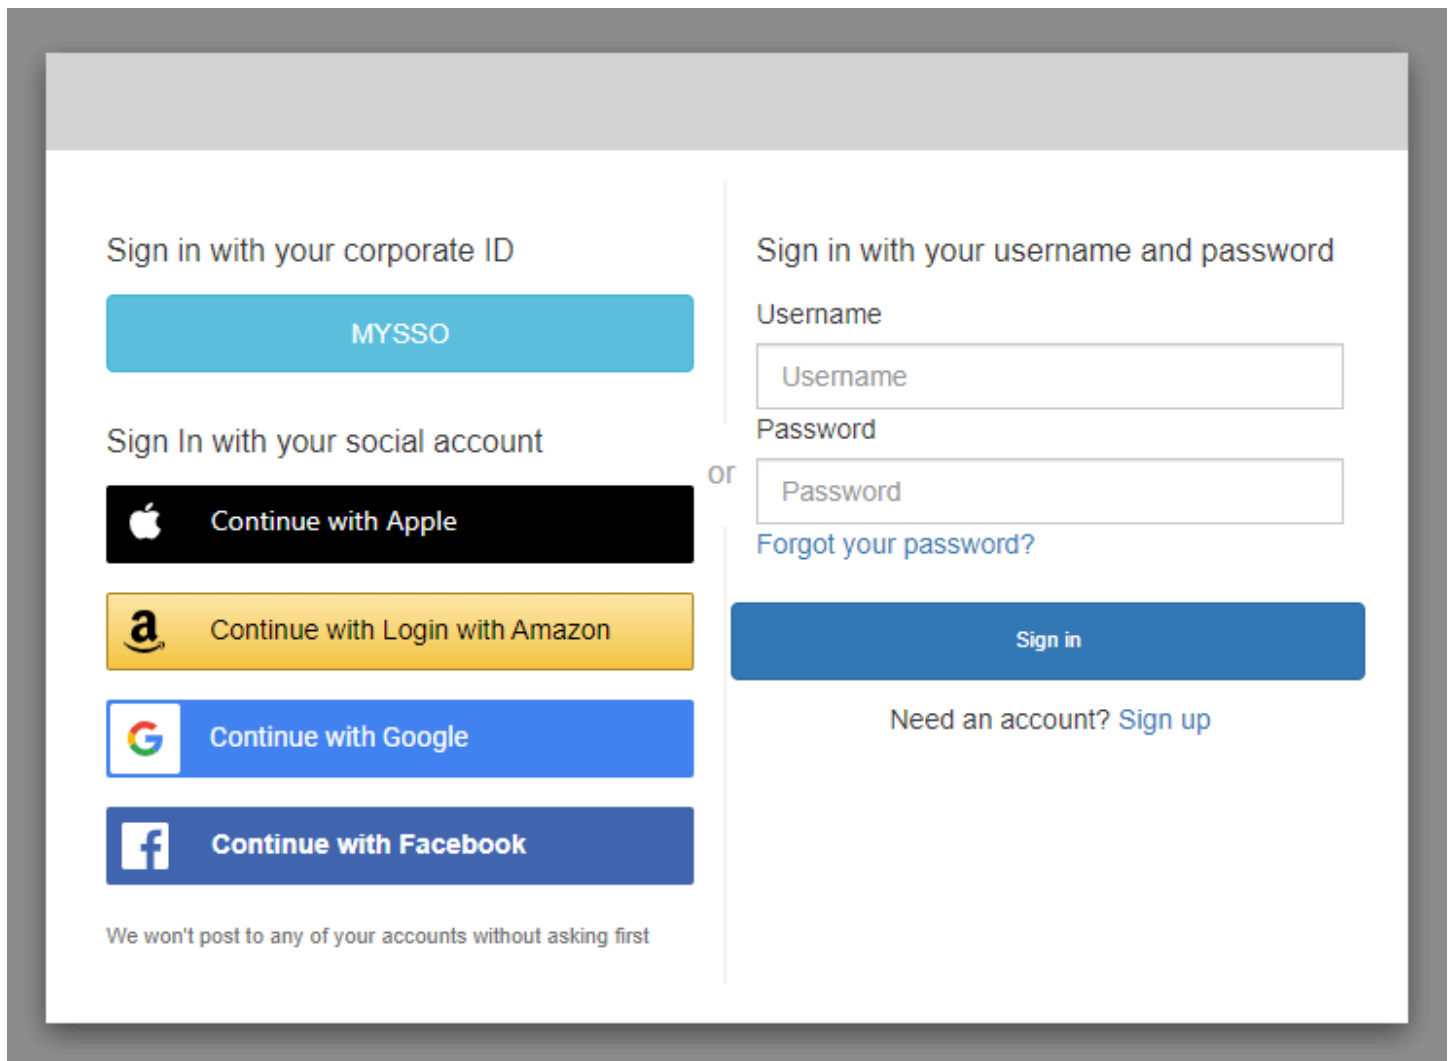 Sign in with your corporate ID
MYSSO
Sign In with your social account
Continue with Apple
Continue with Login with Amazon
Continue with Google
Continue with Facebook
We won't post to any of your accounts without asking first
or
Sign in with your username and password
Username
Username
Password
Password
Forgot your password?
Sign in
Need an account? Sign up